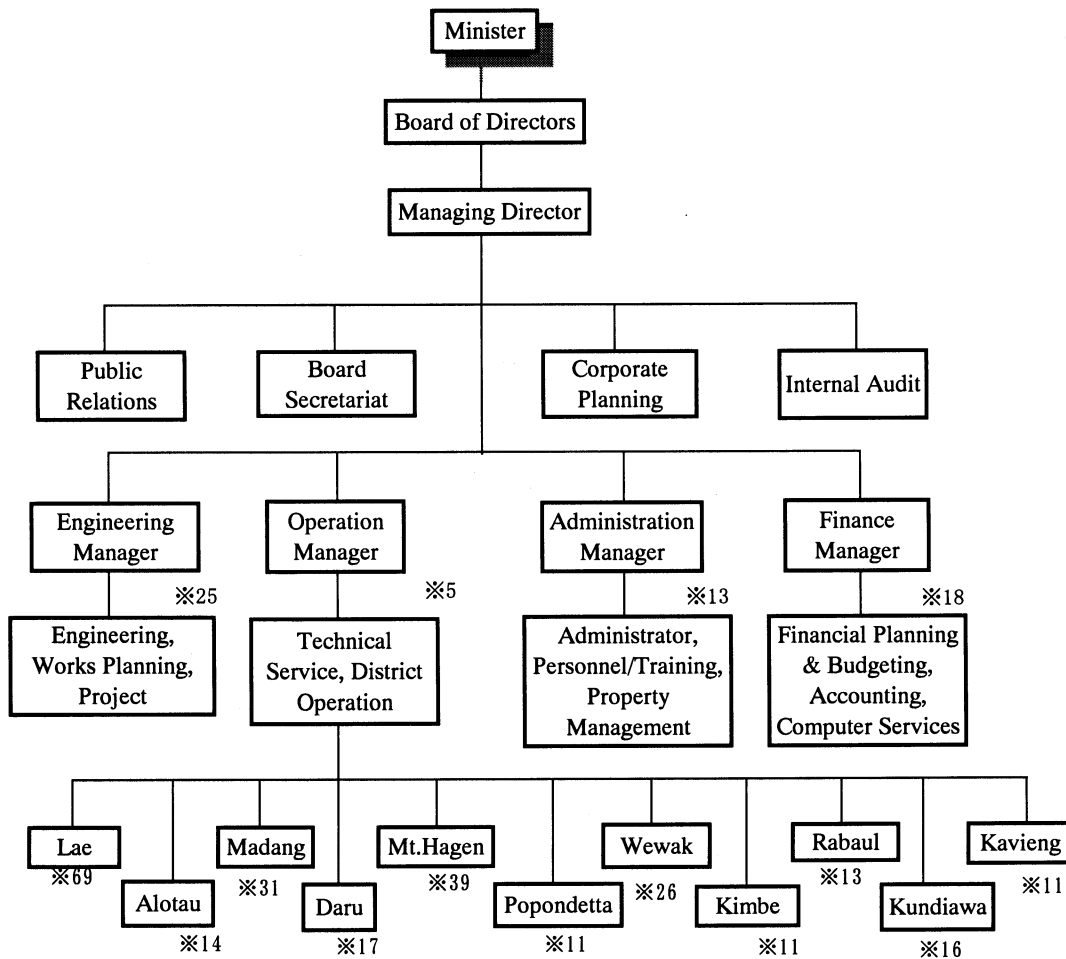 Minister
Board of Directors
Managing Director
Public
Relations
Board
Secretariat
Corporate
Planning
Internal Audit
Engineering
Manager
※25
Operation
Manager
※5
Administration
Manager
※13
Finance
Manager
※18
Engineering,
Works Planning,
Project
Technical
Service, District
Operation
Administrator,
Personnel/Training,
Property
Management
Financial Planning
& Budgeting,
Accounting,
Computer Services
Lae
※69
Alotau
※14
Madang
※31
Daru
※17
Mt.Hagen
※39
Popondetta
※11
Wewak
※26
Kimbe
※11
Rabaul
※13
Kundiawa
※16
Kavieng
※11